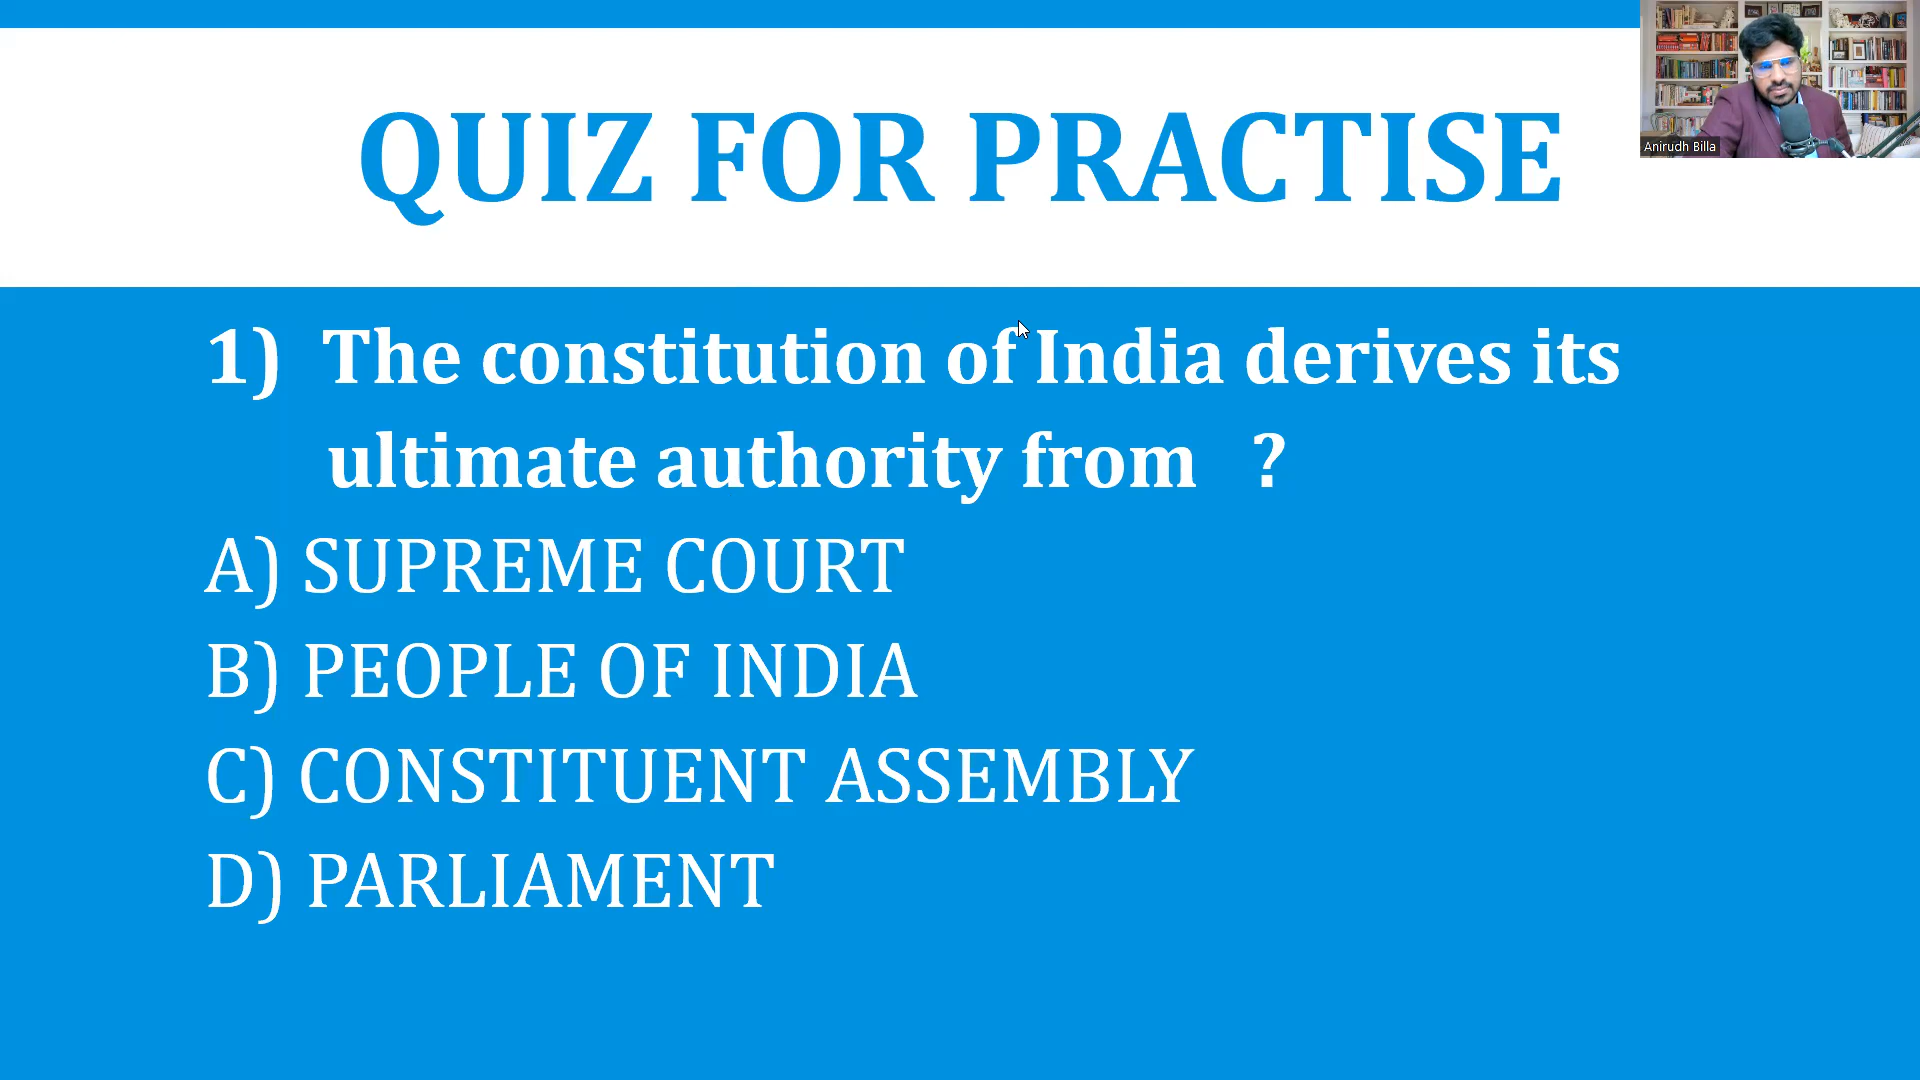 QUIZ FOR PRACTISE
Anirudh Billa
1) The constitution of India derives its
ultimate authority from ?
A) SUPREME COURT
B) PEOPLE OF INDIA
C) CONSTITUENT ASSEMBLY
D) PARLIAMENT